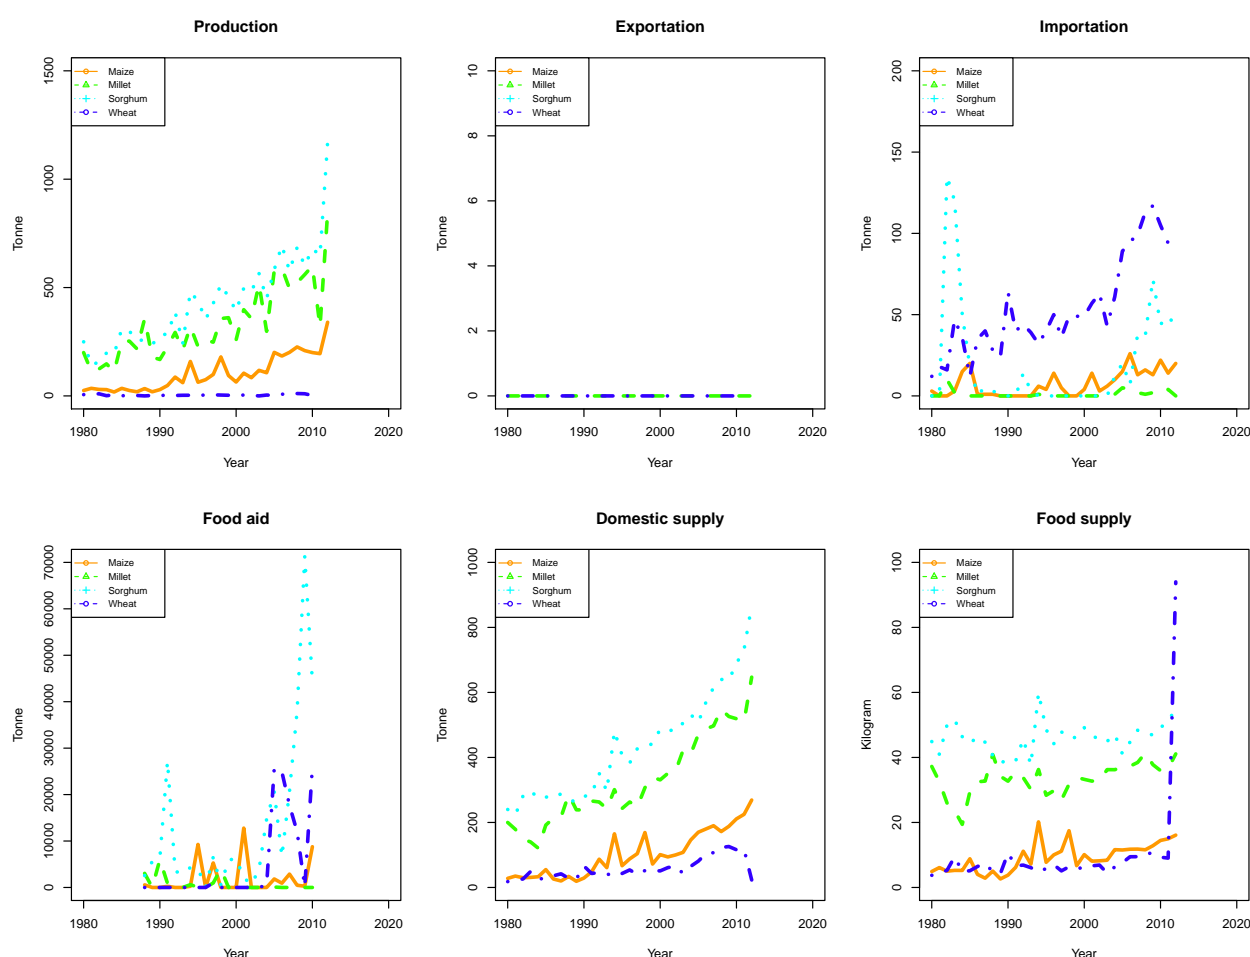 Production
Tonne
1500
1000
500
0
Maize
Millet
Sorghum
Wheat
1980 1990 2000 2010 2020
Year
Exportation
Tonne
10
8
6
4
2
0
Maize
Millet
Sorghum
Wheat
1980 1990 2000 2010 2020
Year
Importation
Tonne
200
150
100
50
0
Maize
Millet
Sorghum
Wheat
1980 1990 2000 2010 2020
Year
Food aid
Tonne
70000
60000
50000
40000
30000
20000
10000
0
Maize
Millet
Sorghum
Wheat
1980 1990 2000 2010 2020
Year
Domestic supply
Tonne
1000
800
600
400
200
0
Maize
Millet
Sorghum
Wheat
1980 1990 2000 2010 2020
Year
Food supply
Kilogram
100
80
60
40
20
0
Maize
Millet
Sorghum
Wheat
1980 1990 2000 2010 2020
Year